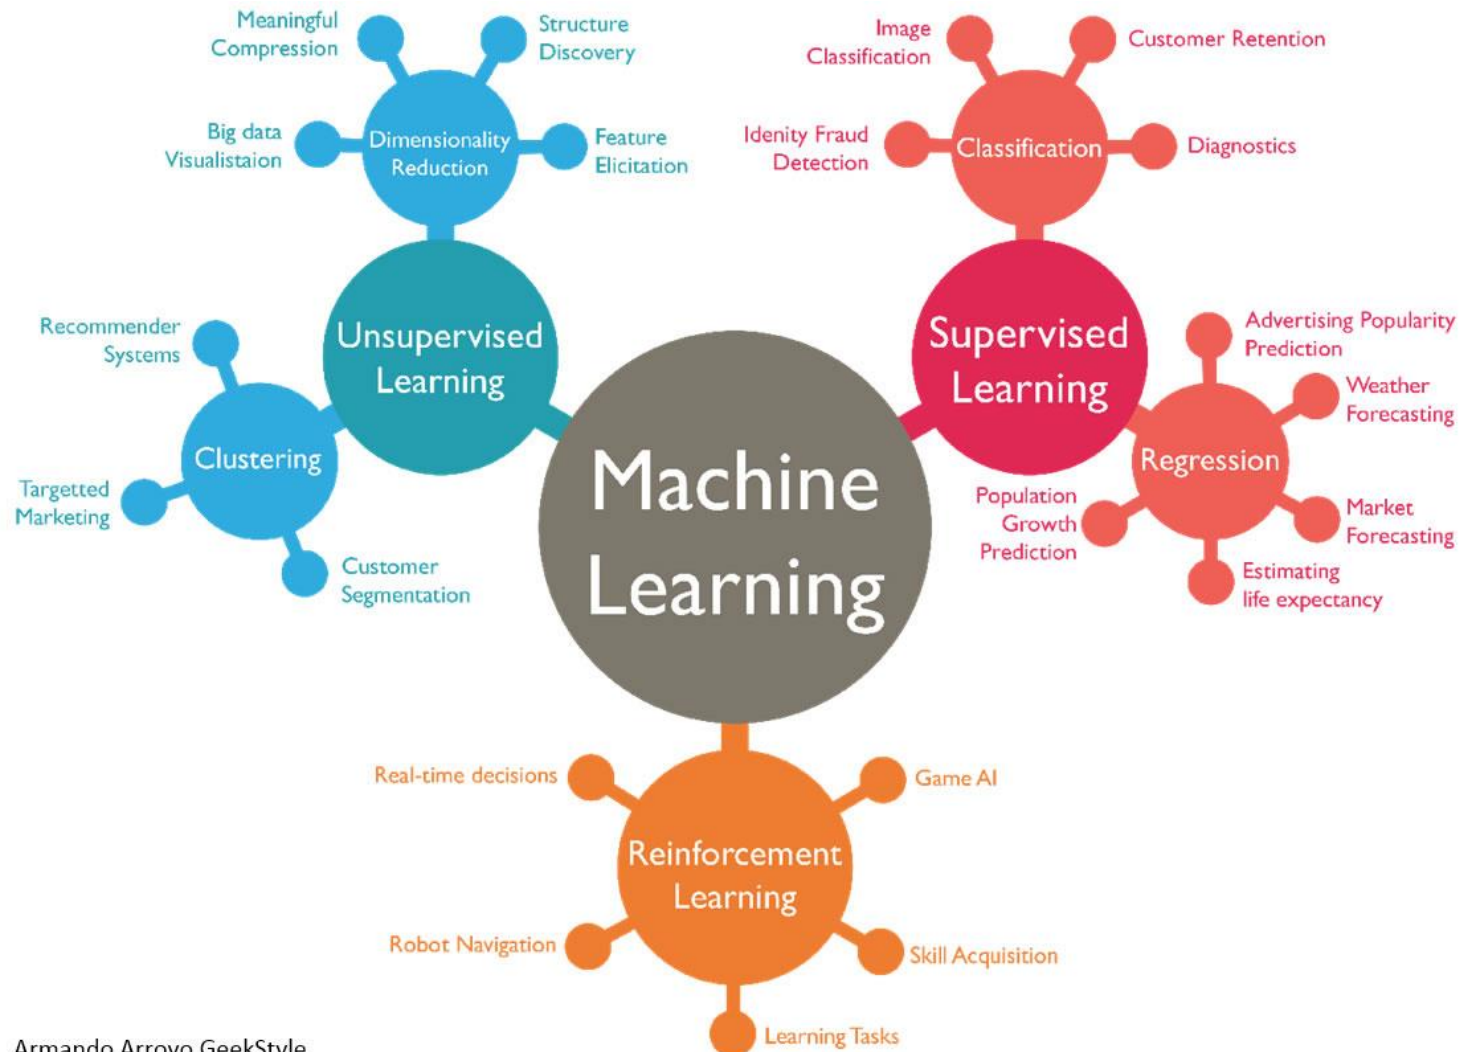 Meaningful
Compression
Structure
Discovery
Big data
Visualistaion
Dimensionality
Reduction
Feature
Elicitation
Image
Classification
Customer Retention
Idenity Fraud
Detection
Classification
Diagnostics
Unsupervised
Learning
Supervised
Learning
Recommender
Systems
Clustering
Targetted
Marketing
Customer
Segmentation
Machine
Learning
Advertising Popularity
Prediction
Weather
Forecasting
Regression
Population
Growth
Prediction
Market
Forecasting
Estimating
life expectancy
Real-time decisions
Game AI
Reinforcement
Learning
Robot Navigation
Skill Acquisition
Learning Tasks
Armando Arroyo GeekStyle